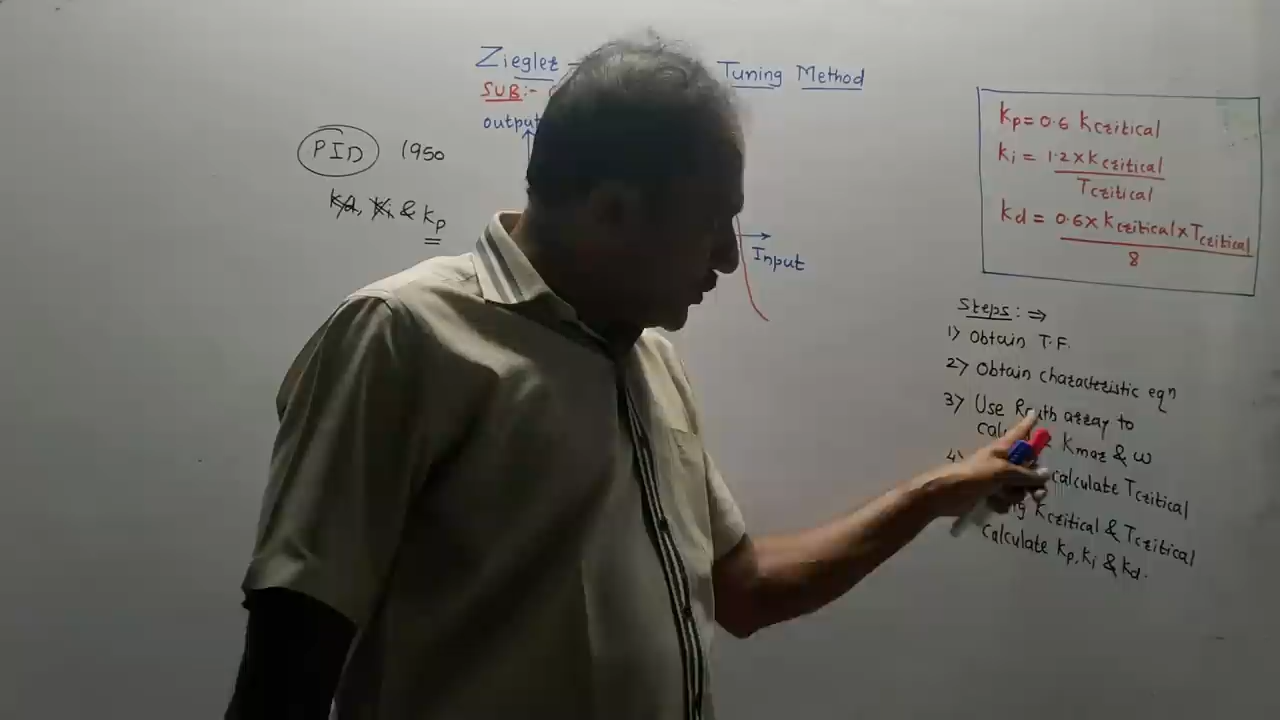 Ziegler - Tuning Method
SUB:-
output
PID 1950
Kd, Ki & Kp
Input
Kp = 0.6 Kcritical
Ki = 1.2 x Kcritical
Tcritical
Kd = 0.6 x Kcritical x Tcritical
8
Steps : ⇒
1) Obtain T.F.
2) Obtain characteristic eqn
3) Use Routh array to
Kmar & ω
4) calculate Tcritical
Kcritical & Tcritical
calculate Kp, Ki & Kd.